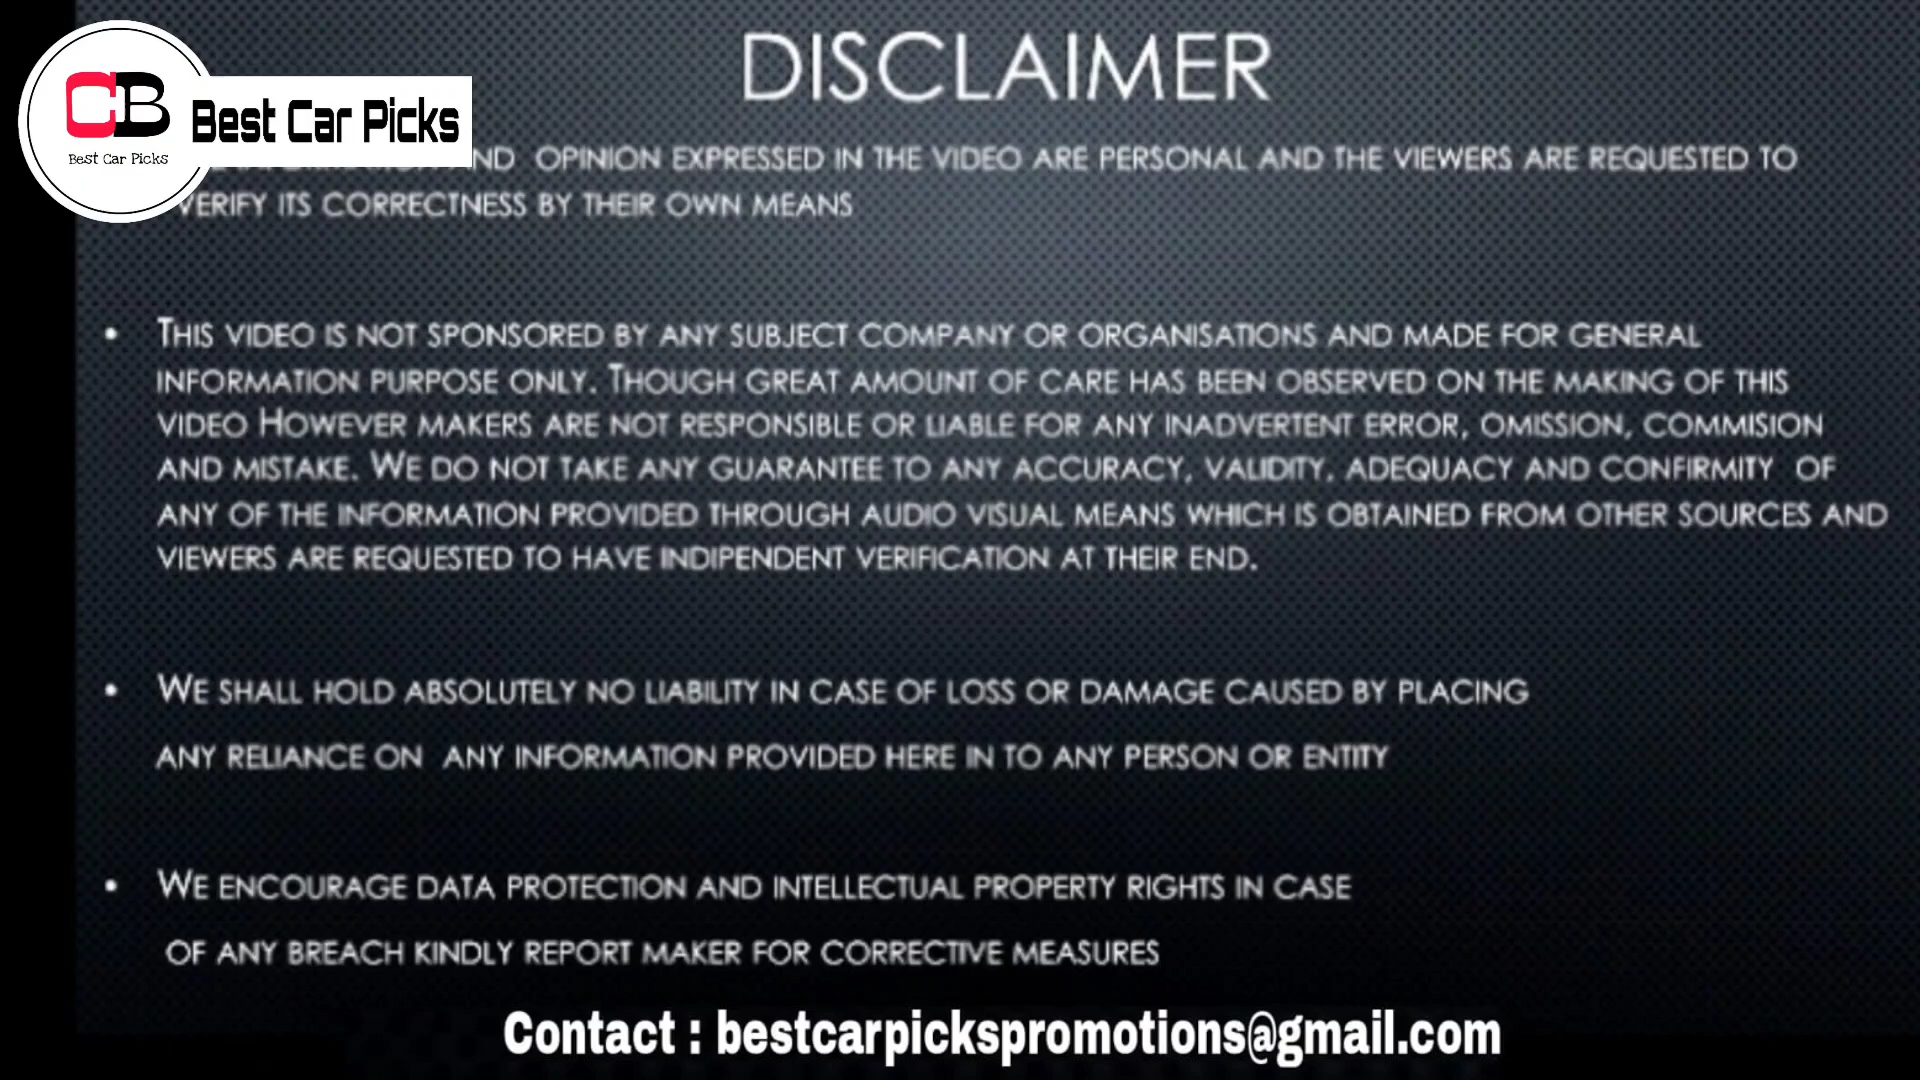 DISCLAIMER
CB
Best Car Picks
Best Car Picks
AND OPINION EXPRESSED IN THE VIDEO ARE PERSONAL AND THE VIEWERS ARE REQUESTED TO
VERIFY ITS CORRECTNESS BY THEIR OWN MEANS
• THIS VIDEO IS NOT SPONSORED BY ANY SUBJECT COMPANY OR ORGANISATIONS AND MADE FOR GENERAL
INFORMATION PURPOSE ONLY. THOUGH GREAT AMOUNT OF CARE HAS BEEN OBSERVED ON THE MAKING OF THIS
VIDEO HOWEVER MAKERS ARE NOT RESPONSIBLE OR LIABLE FOR ANY INADVERTENT ERROR, OMISSION, COMMISION
AND MISTAKE. WE DO NOT TAKE ANY GUARANTEE TO ANY ACCURACY, VALIDITY, ADEQUACY AND CONFIRMITY OF
ANY OF THE INFORMATION PROVIDED THROUGH AUDIO VISUAL MEANS WHICH IS OBTAINED FROM OTHER SOURCES AND
VIEWERS ARE REQUESTED TO HAVE INDIPENDENT VERIFICATION AT THEIR END.
• WE SHALL HOLD ABSOLUTELY NO LIABILITY IN CASE OF LOSS OR DAMAGE CAUSED BY PLACING
ANY RELIANCE ON ANY INFORMATION PROVIDED HERE IN TO ANY PERSON OR ENTITY
• WE ENCOURAGE DATA PROTECTION AND INTELLECTUAL PROPERTY RIGHTS IN CASE
OF ANY BREACH KINDLY REPORT MAKER FOR CORRECTIVE MEASURES
Contact : bestcarpickspromotions@gmail.com